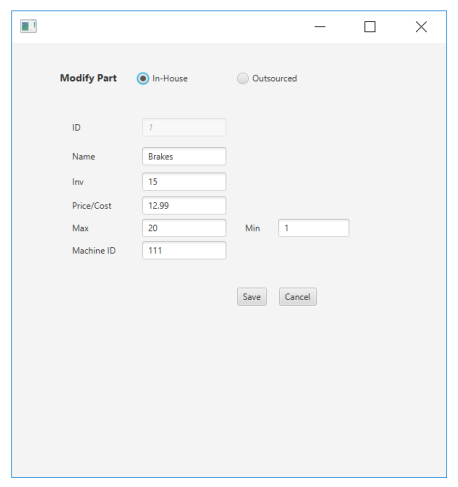 Modify Part In-House Outsourced
ID 1
Name Brakes
Inv 15
Price/Cost 12.99
Max 20 Min 1
Machine ID 111
Save Cancel